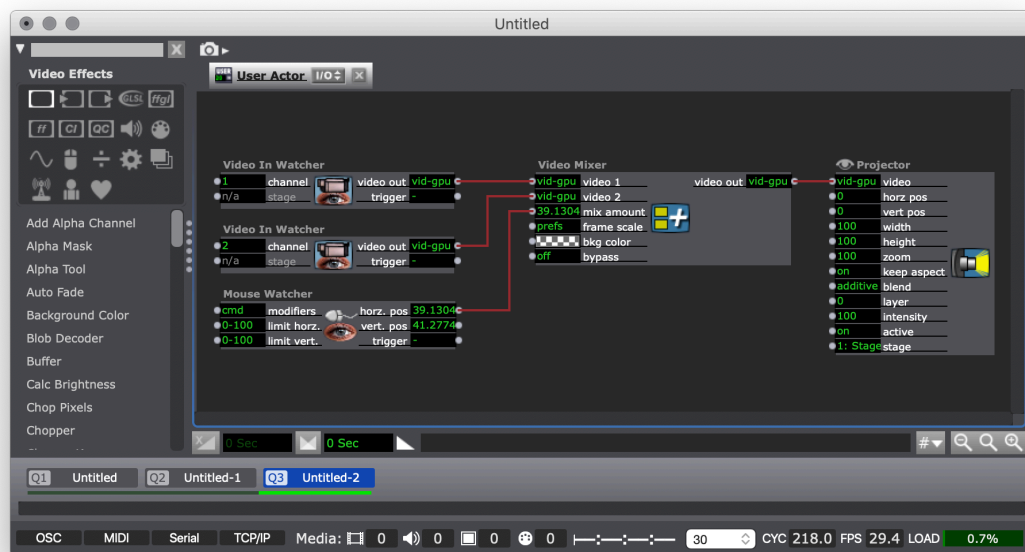 Untitled
Video Effects
GLSL ffgl
ff CI QC
Add Alpha Channel
Alpha Mask
Alpha Tool
Auto Fade
Background Color
Blob Decoder
Buffer
Calc Brightness
Chop Pixels
Chopper
User Actor I/O
Video In Watcher
1 channel video out vid-gpu
n/a stage trigger -
Video In Watcher
2 channel video out vid-gpu
n/a stage trigger -
Mouse Watcher
cmd modifiers horz. pos 39.1304
0-100 limit horz. vert. pos 41.2774
0-100 limit vert. trigger -
Video Mixer
vid-gpu video 1 video out vid-gpu
vid-gpu video 2
39.1304 mix amount
prefs frame scale
bkg color
off bypass
Projector
vid-gpu video
0 horz pos
0 vert pos
100 width
100 height
100 zoom
on keep aspect
additive blend
0 layer
100 intensity
on active
1: Stage stage
0 Sec 0 Sec #
Q1 Untitled Q2 Untitled-1 Q3 Untitled-2
OSC MIDI Serial TCP/IP Media: 0 0 0 0 30 CYC 218.0 FPS 29.4 LOAD 0.7%